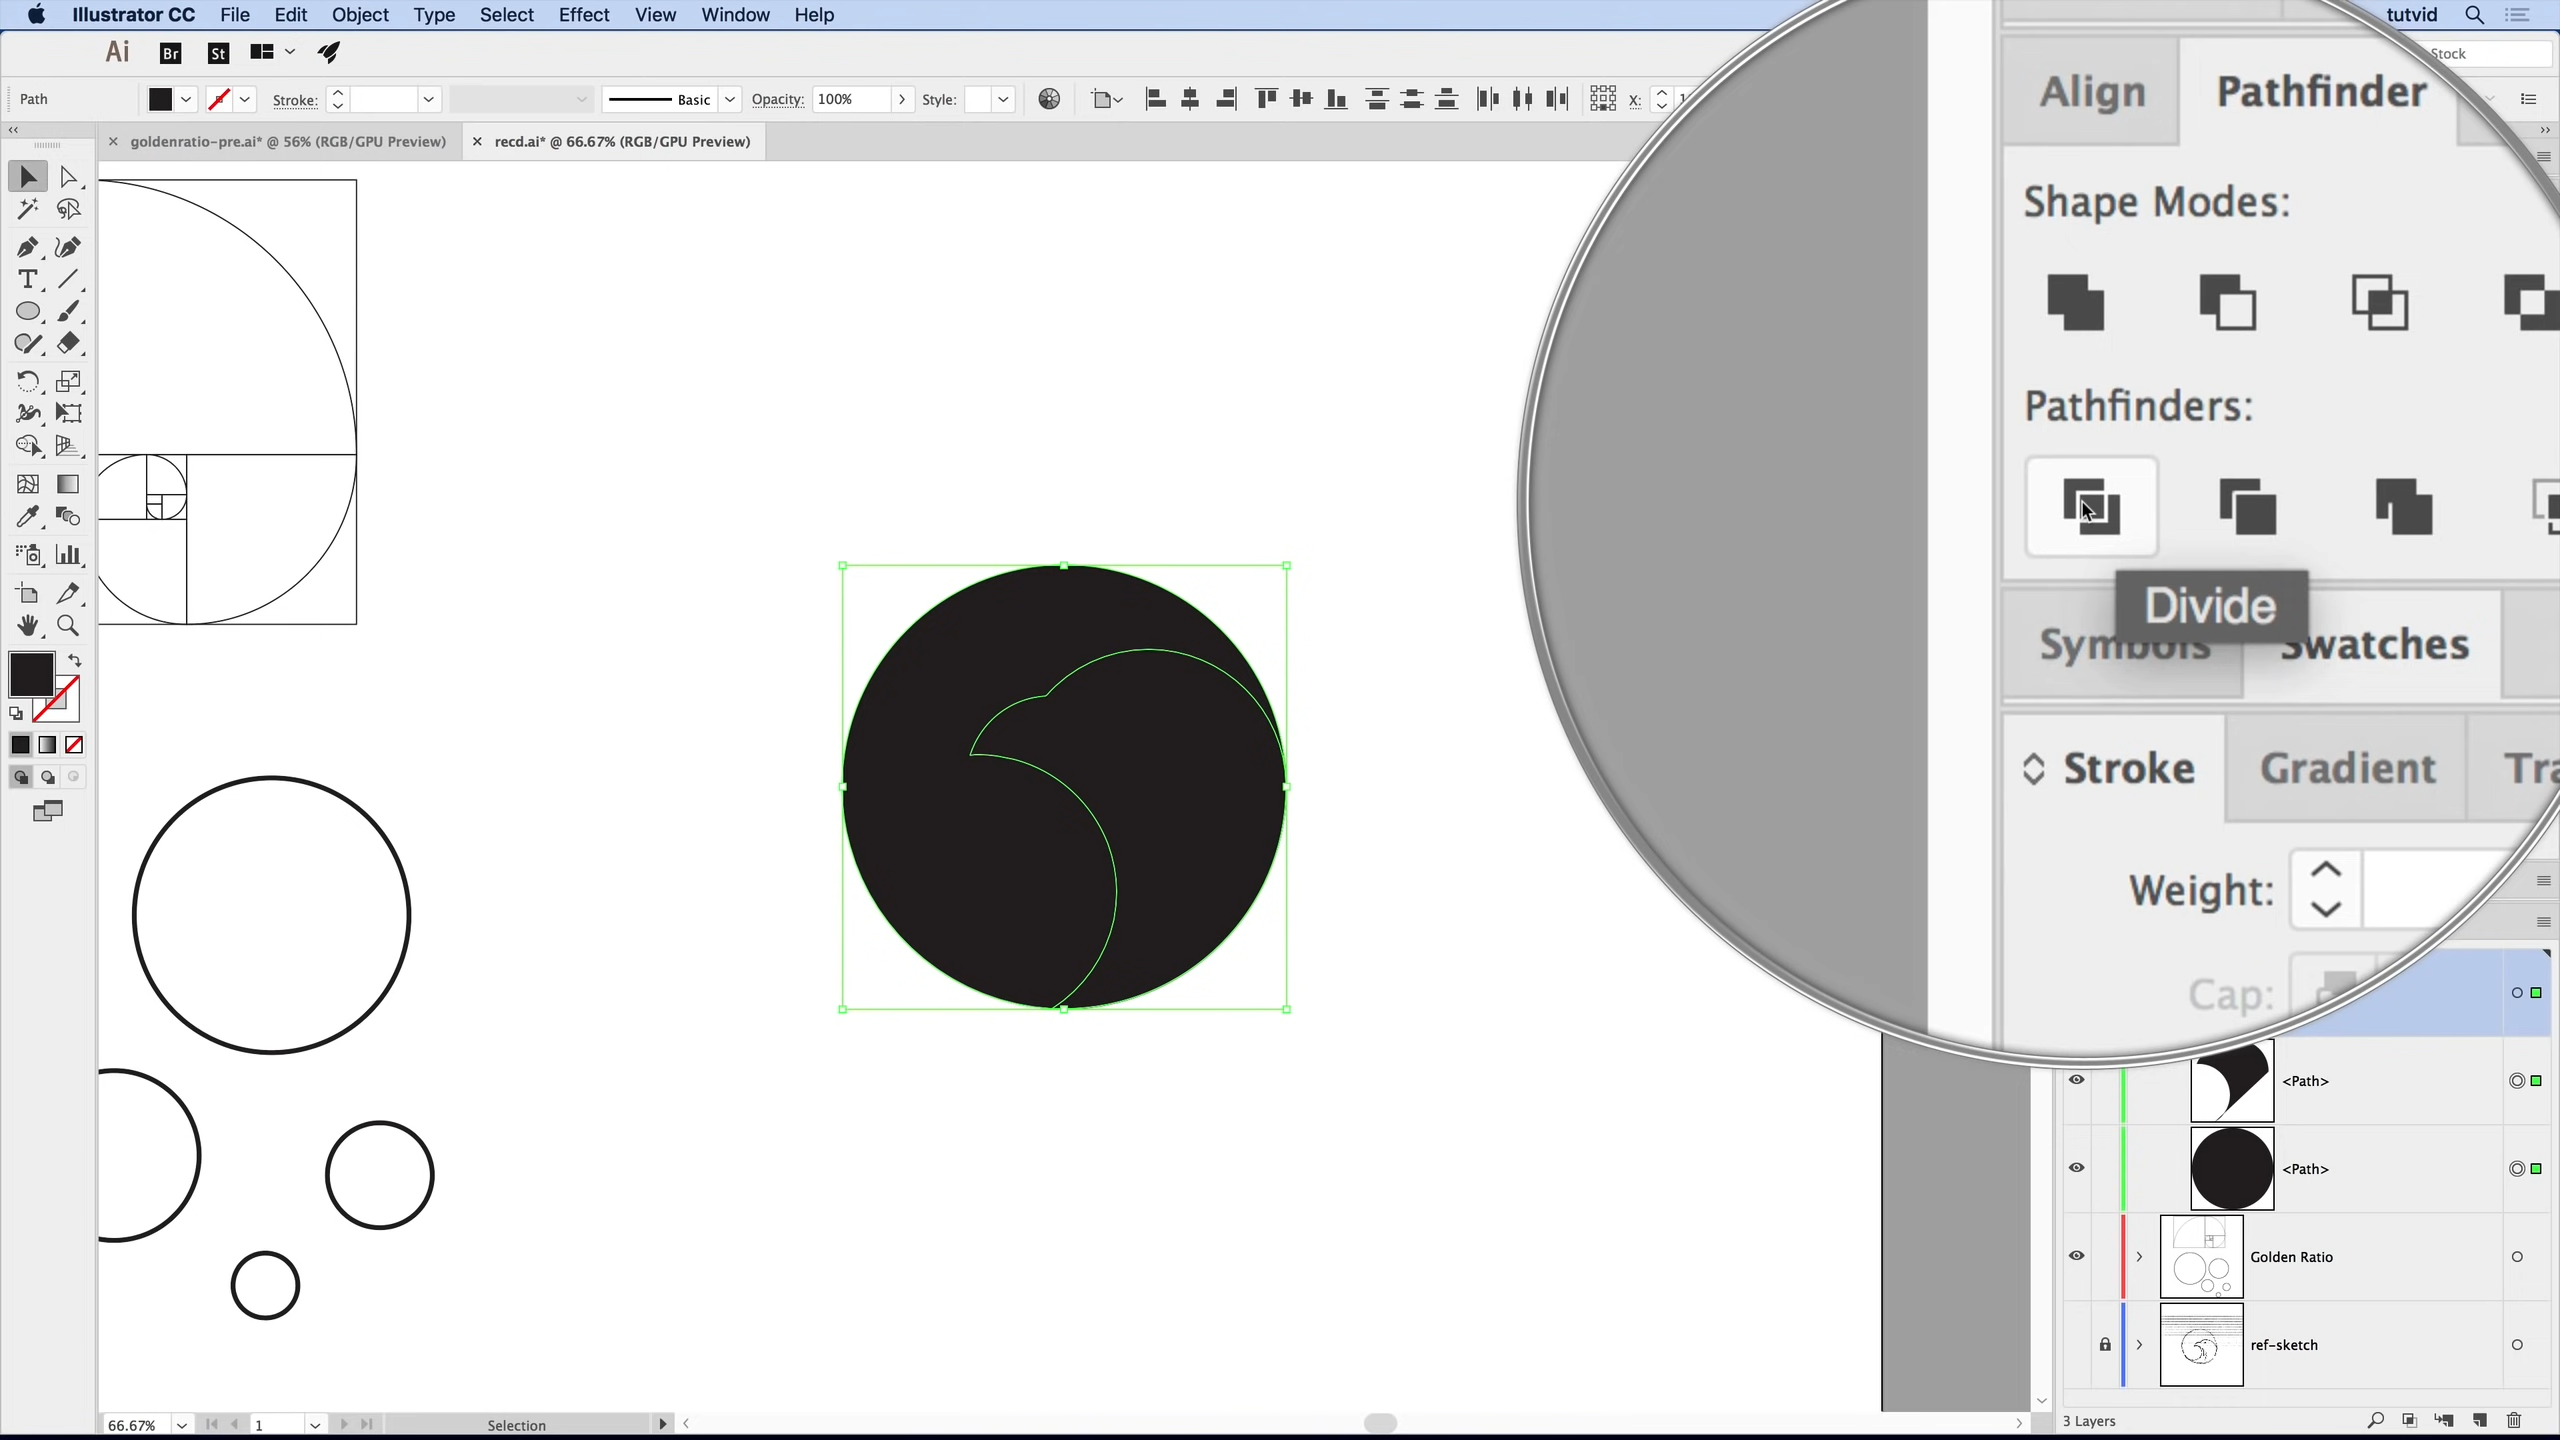 Illustrator CC File Edit Object Type Select Effect View Window Help tutvid
Ai Br St Stock
Path Stroke: Basic Opacity: 100% Style: X:
goldenratio-pre.ai* @ 56% (RGB/GPU Preview) recd.ai* @ 66.67% (RGB/GPU Preview)
Align Pathfinder
Shape Modes:
Pathfinders:
Divide
Symbols Swatches
Stroke Gradient
Weight:
Cap:
<Path>
<Path>
Golden Ratio
ref-sketch
66.67% 1 Selection 3 Layers